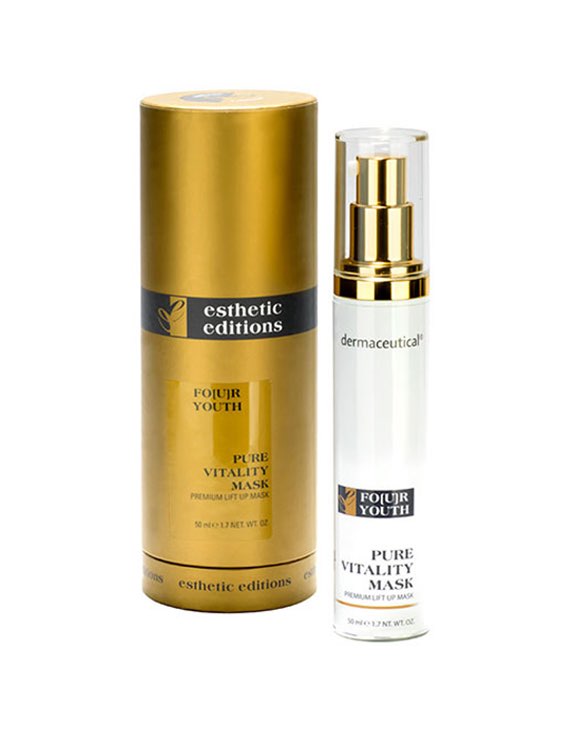 esthetic
editions
FO[U]R
YOUTH
PURE
VITALITY
MASK
PREMIUM LIFT UP MASK
50 ml ℮ 1.7 NET. WT. OZ.
esthetic editions
dermaceutical®
FO[U]R
YOUTH
PURE
VITALITY
MASK
PREMIUM LIFT UP MASK
50 ml ℮ 1.7 NT. WT. OZ.